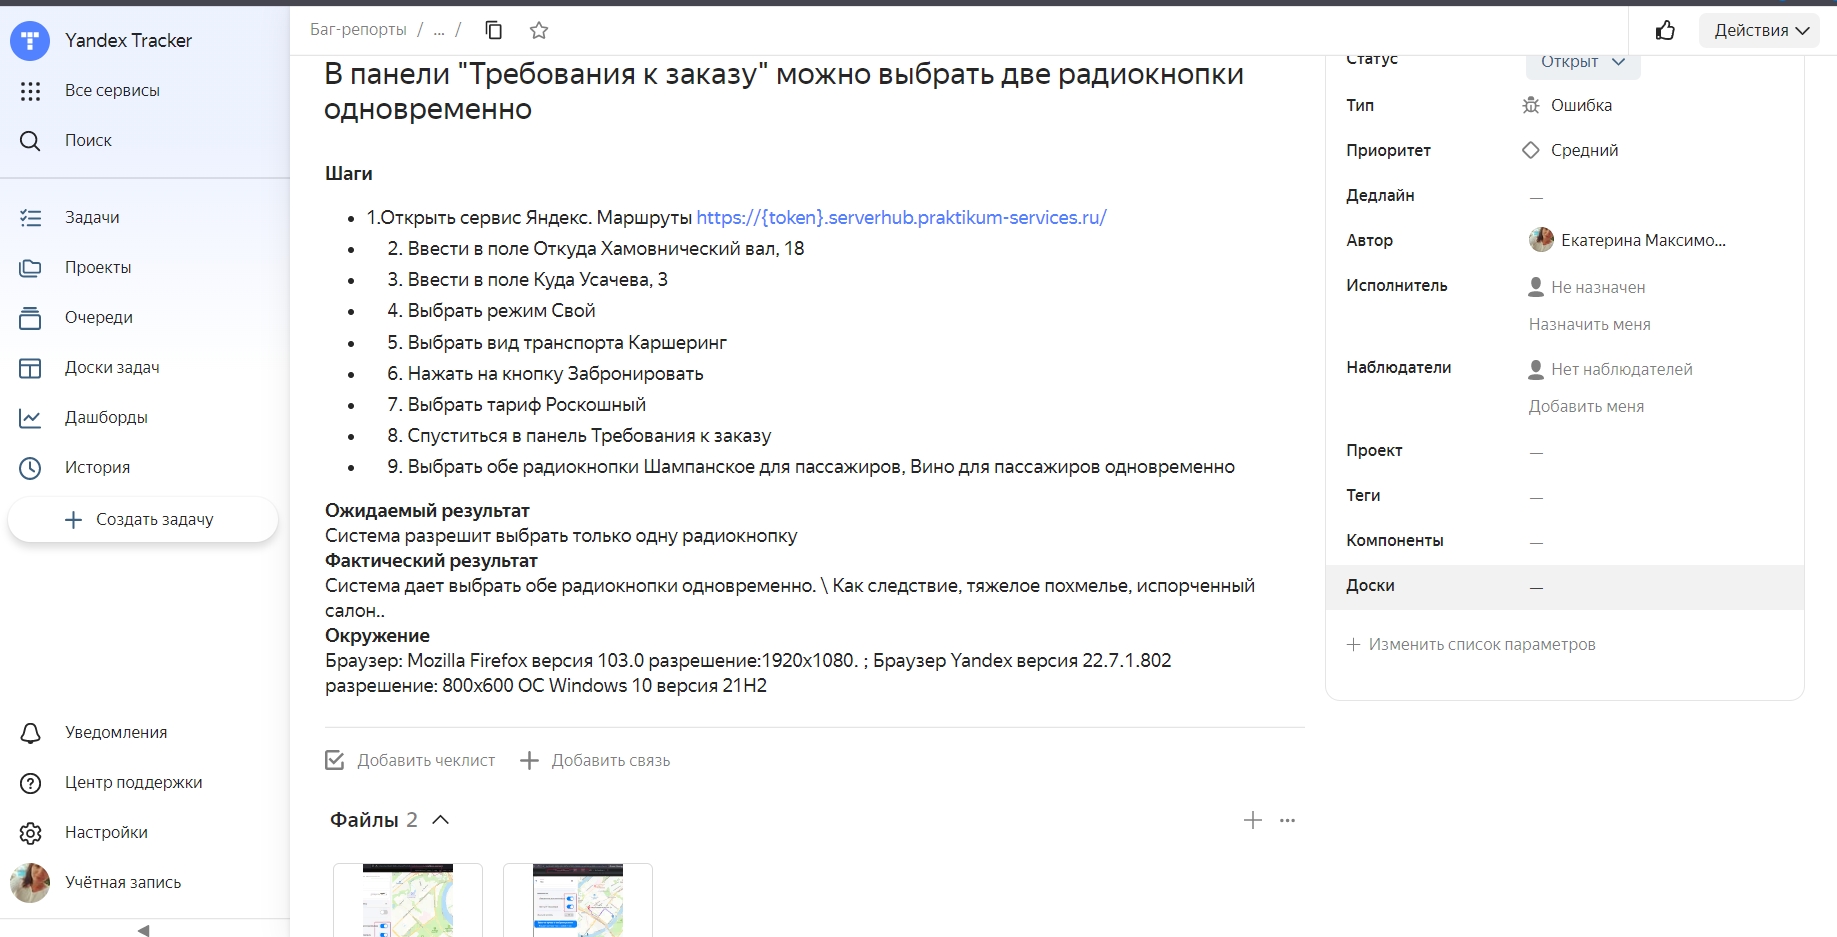 Yandex Tracker
Все сервисы
Поиск
Задачи
Проекты
Очереди
Доски задач
Дашборды
История
Создать задачу
Уведомления
Центр поддержки
Настройки
Учётная запись
Баг-репорты / ... /
Действия
В панели "Требования к заказу" можно выбрать две радиокнопки
одновременно
Шаги
• 1.Открыть сервис Яндекс. Маршруты https://{token}.serverhub.praktikum-services.ru/
• 2. Ввести в поле Откуда Хамовнический вал, 18
• 3. Ввести в поле Куда Усачева, 3
• 4. Выбрать режим Свой
• 5. Выбрать вид транспорта Каршеринг
• 6. Нажать на кнопку Забронировать
• 7. Выбрать тариф Роскошный
• 8. Спуститься в панель Требования к заказу
• 9. Выбрать обе радиокнопки Шампанское для пассажиров, Вино для пассажиров одновременно
Ожидаемый результат
Система разрешит выбрать только одну радиокнопку
Фактический результат
Система дает выбрать обе радиокнопки одновременно. \ Как следствие, тяжелое похмелье, испорченный
салон..
Окружение
Браузер: Mozilla Firefox версия 103.0 разрешение:1920х1080. ; Браузер Yandex версия 22.7.1.802
разрешение: 800х600 ОС Windows 10 версия 21H2
Добавить чеклист
Добавить связь
Файлы 2
Статус Открыт
Тип Ошибка
Приоритет Средний
Дедлайн —
Автор Екатерина Максимо...
Исполнитель Не назначен
Назначить меня
Наблюдатели Нет наблюдателей
Добавить меня
Проект —
Теги —
Компоненты —
Доски —
Изменить список параметров